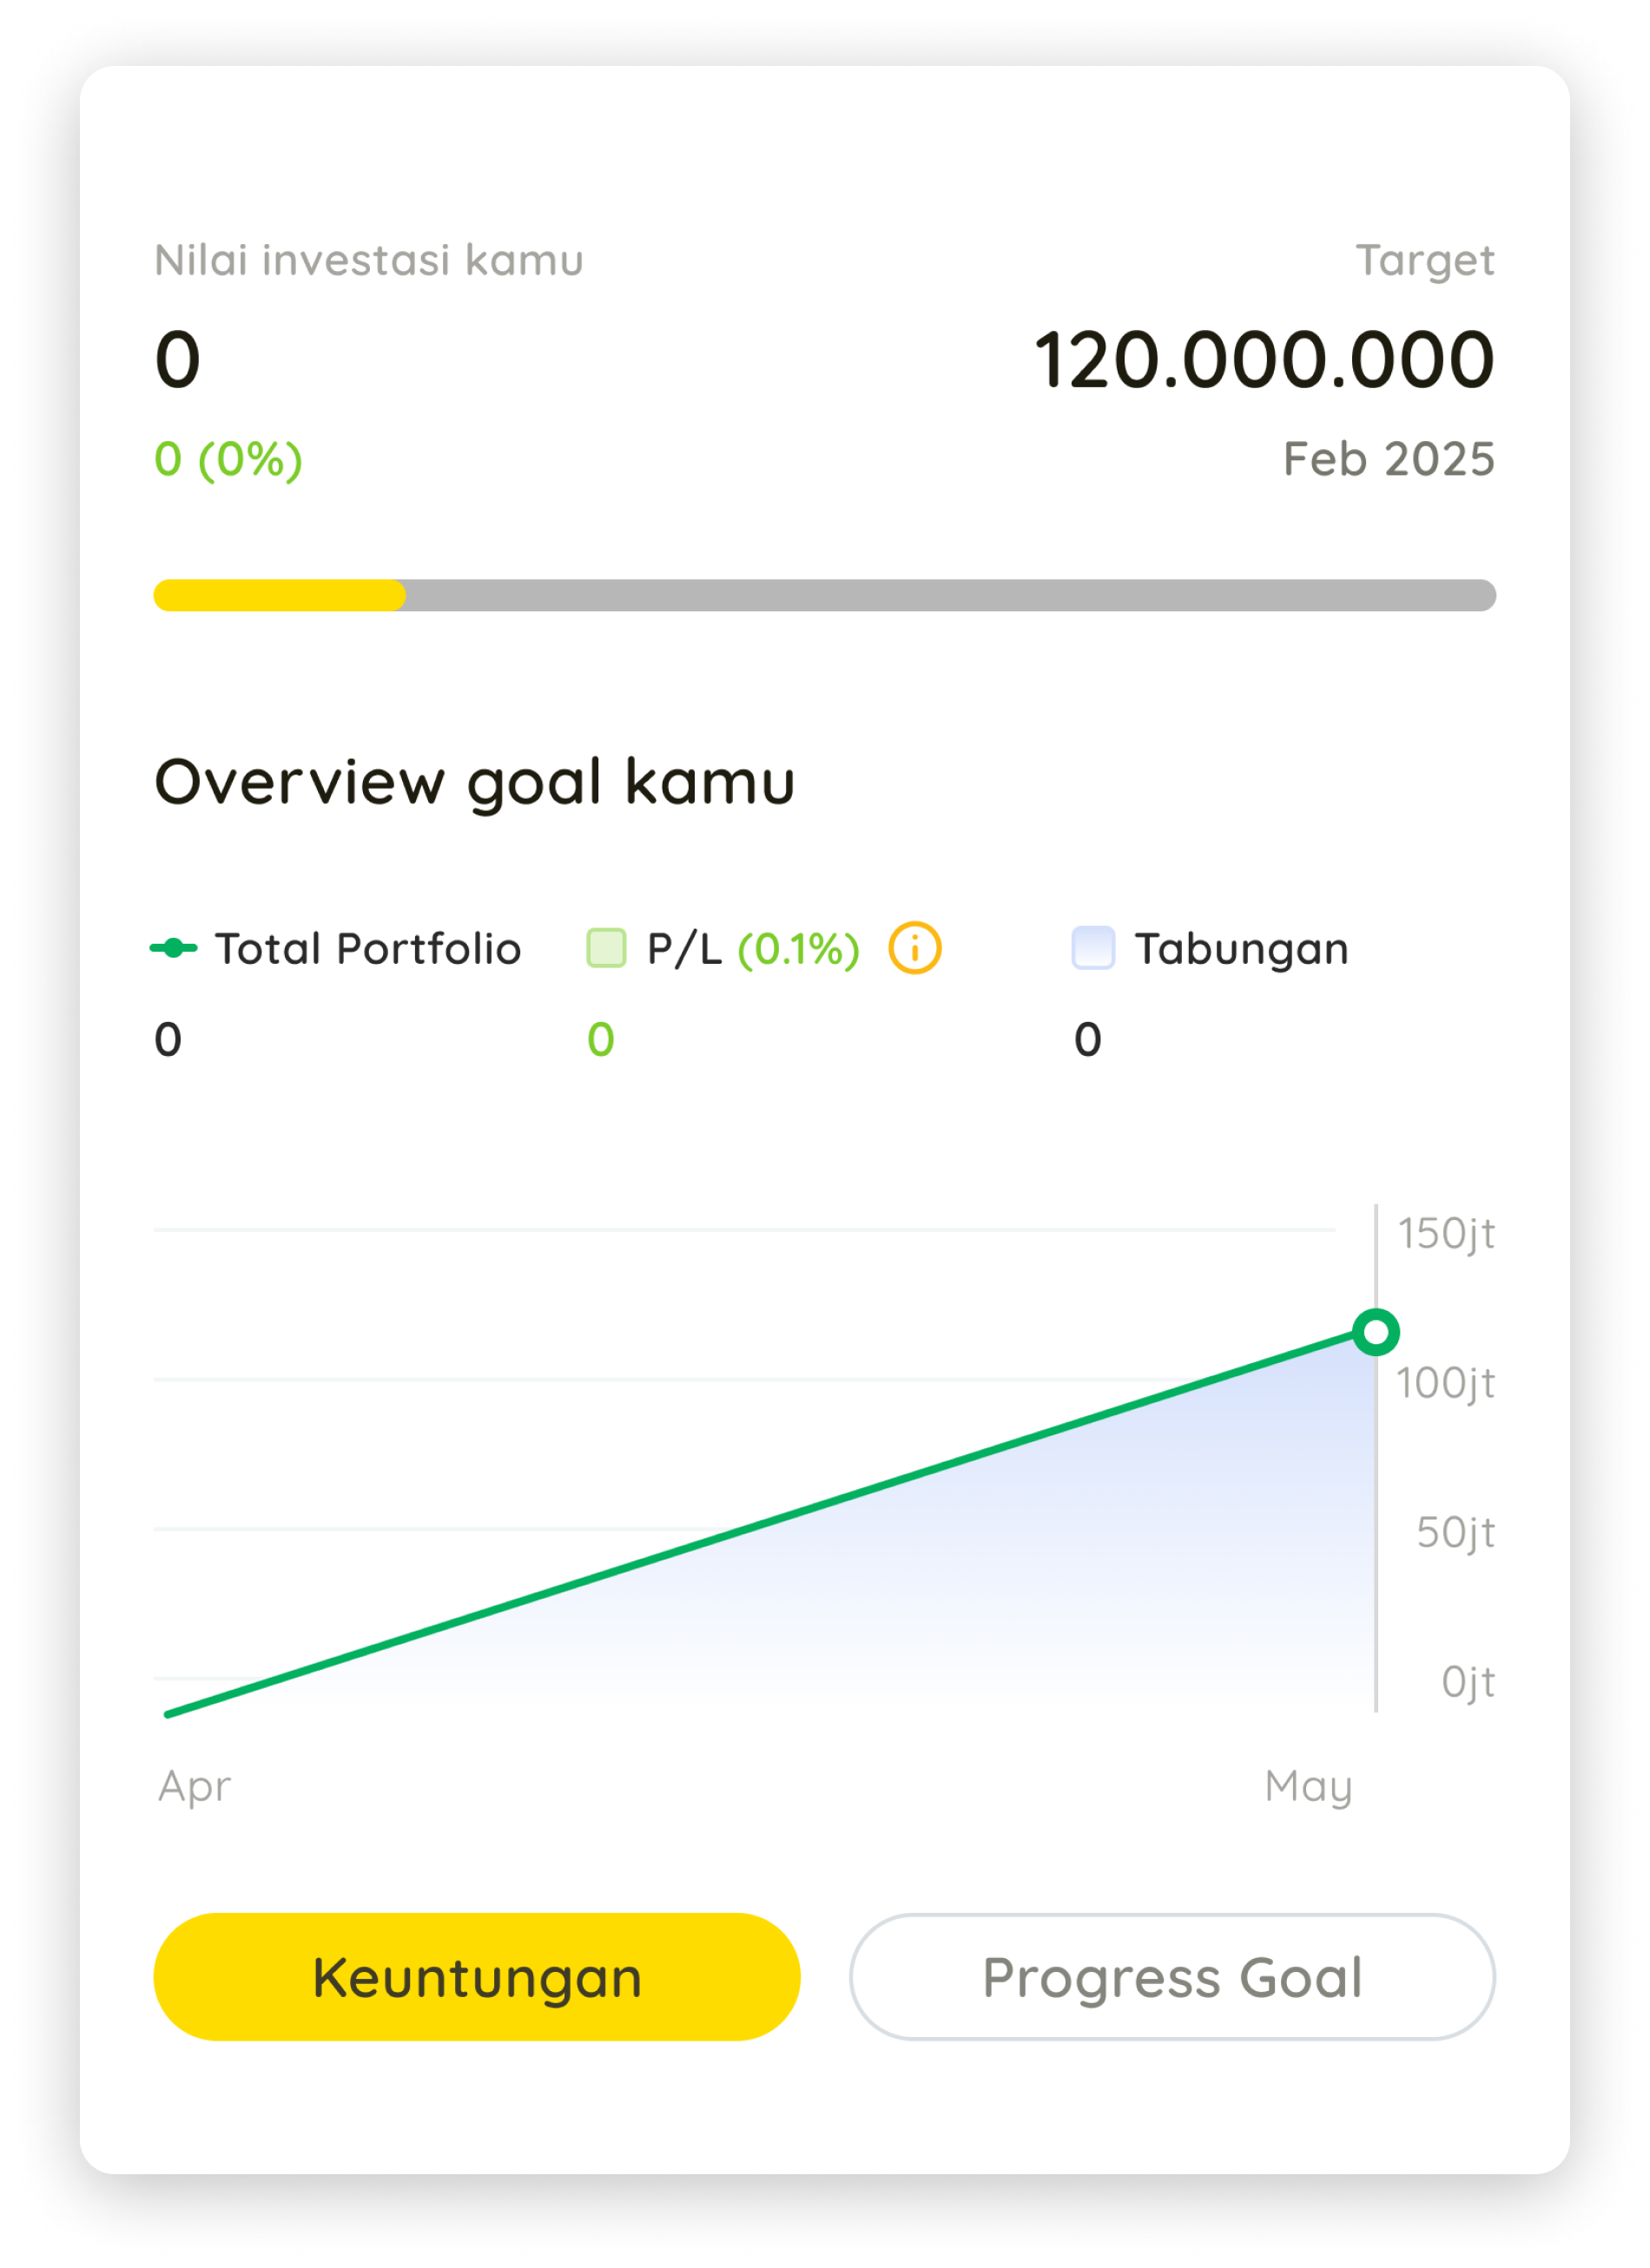 Nilai investasi kamu
Target
0
120.000.000
0 (0%)
Feb 2025
Overview goal kamu
Total Portfolio
P/L (0.1%)
Tabungan
0
0
0
150jt
100jt
50jt
0jt
Apr
May
Keuntungan
Progress Goal